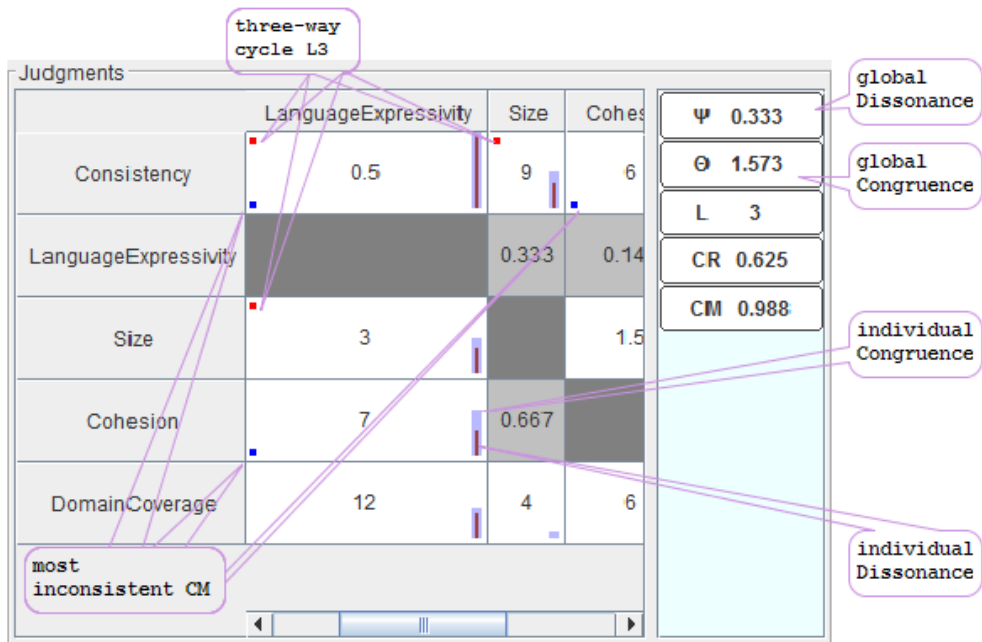 three-way
cycle L3
Judgments
global
Dissonance
LanguageExpressivity Size Cohes
Ψ 0.333
Consistency 0.5 9 6
Θ 1.573
global
Congruence
L 3
LanguageExpressivity 0.333 0.14
CR 0.625
CM 0.988
Size 3 1.5
individual
Congruence
Cohesion 7 0.667
DomainCoverage 12 4 6
most
inconsistent CM
individual
Dissonance